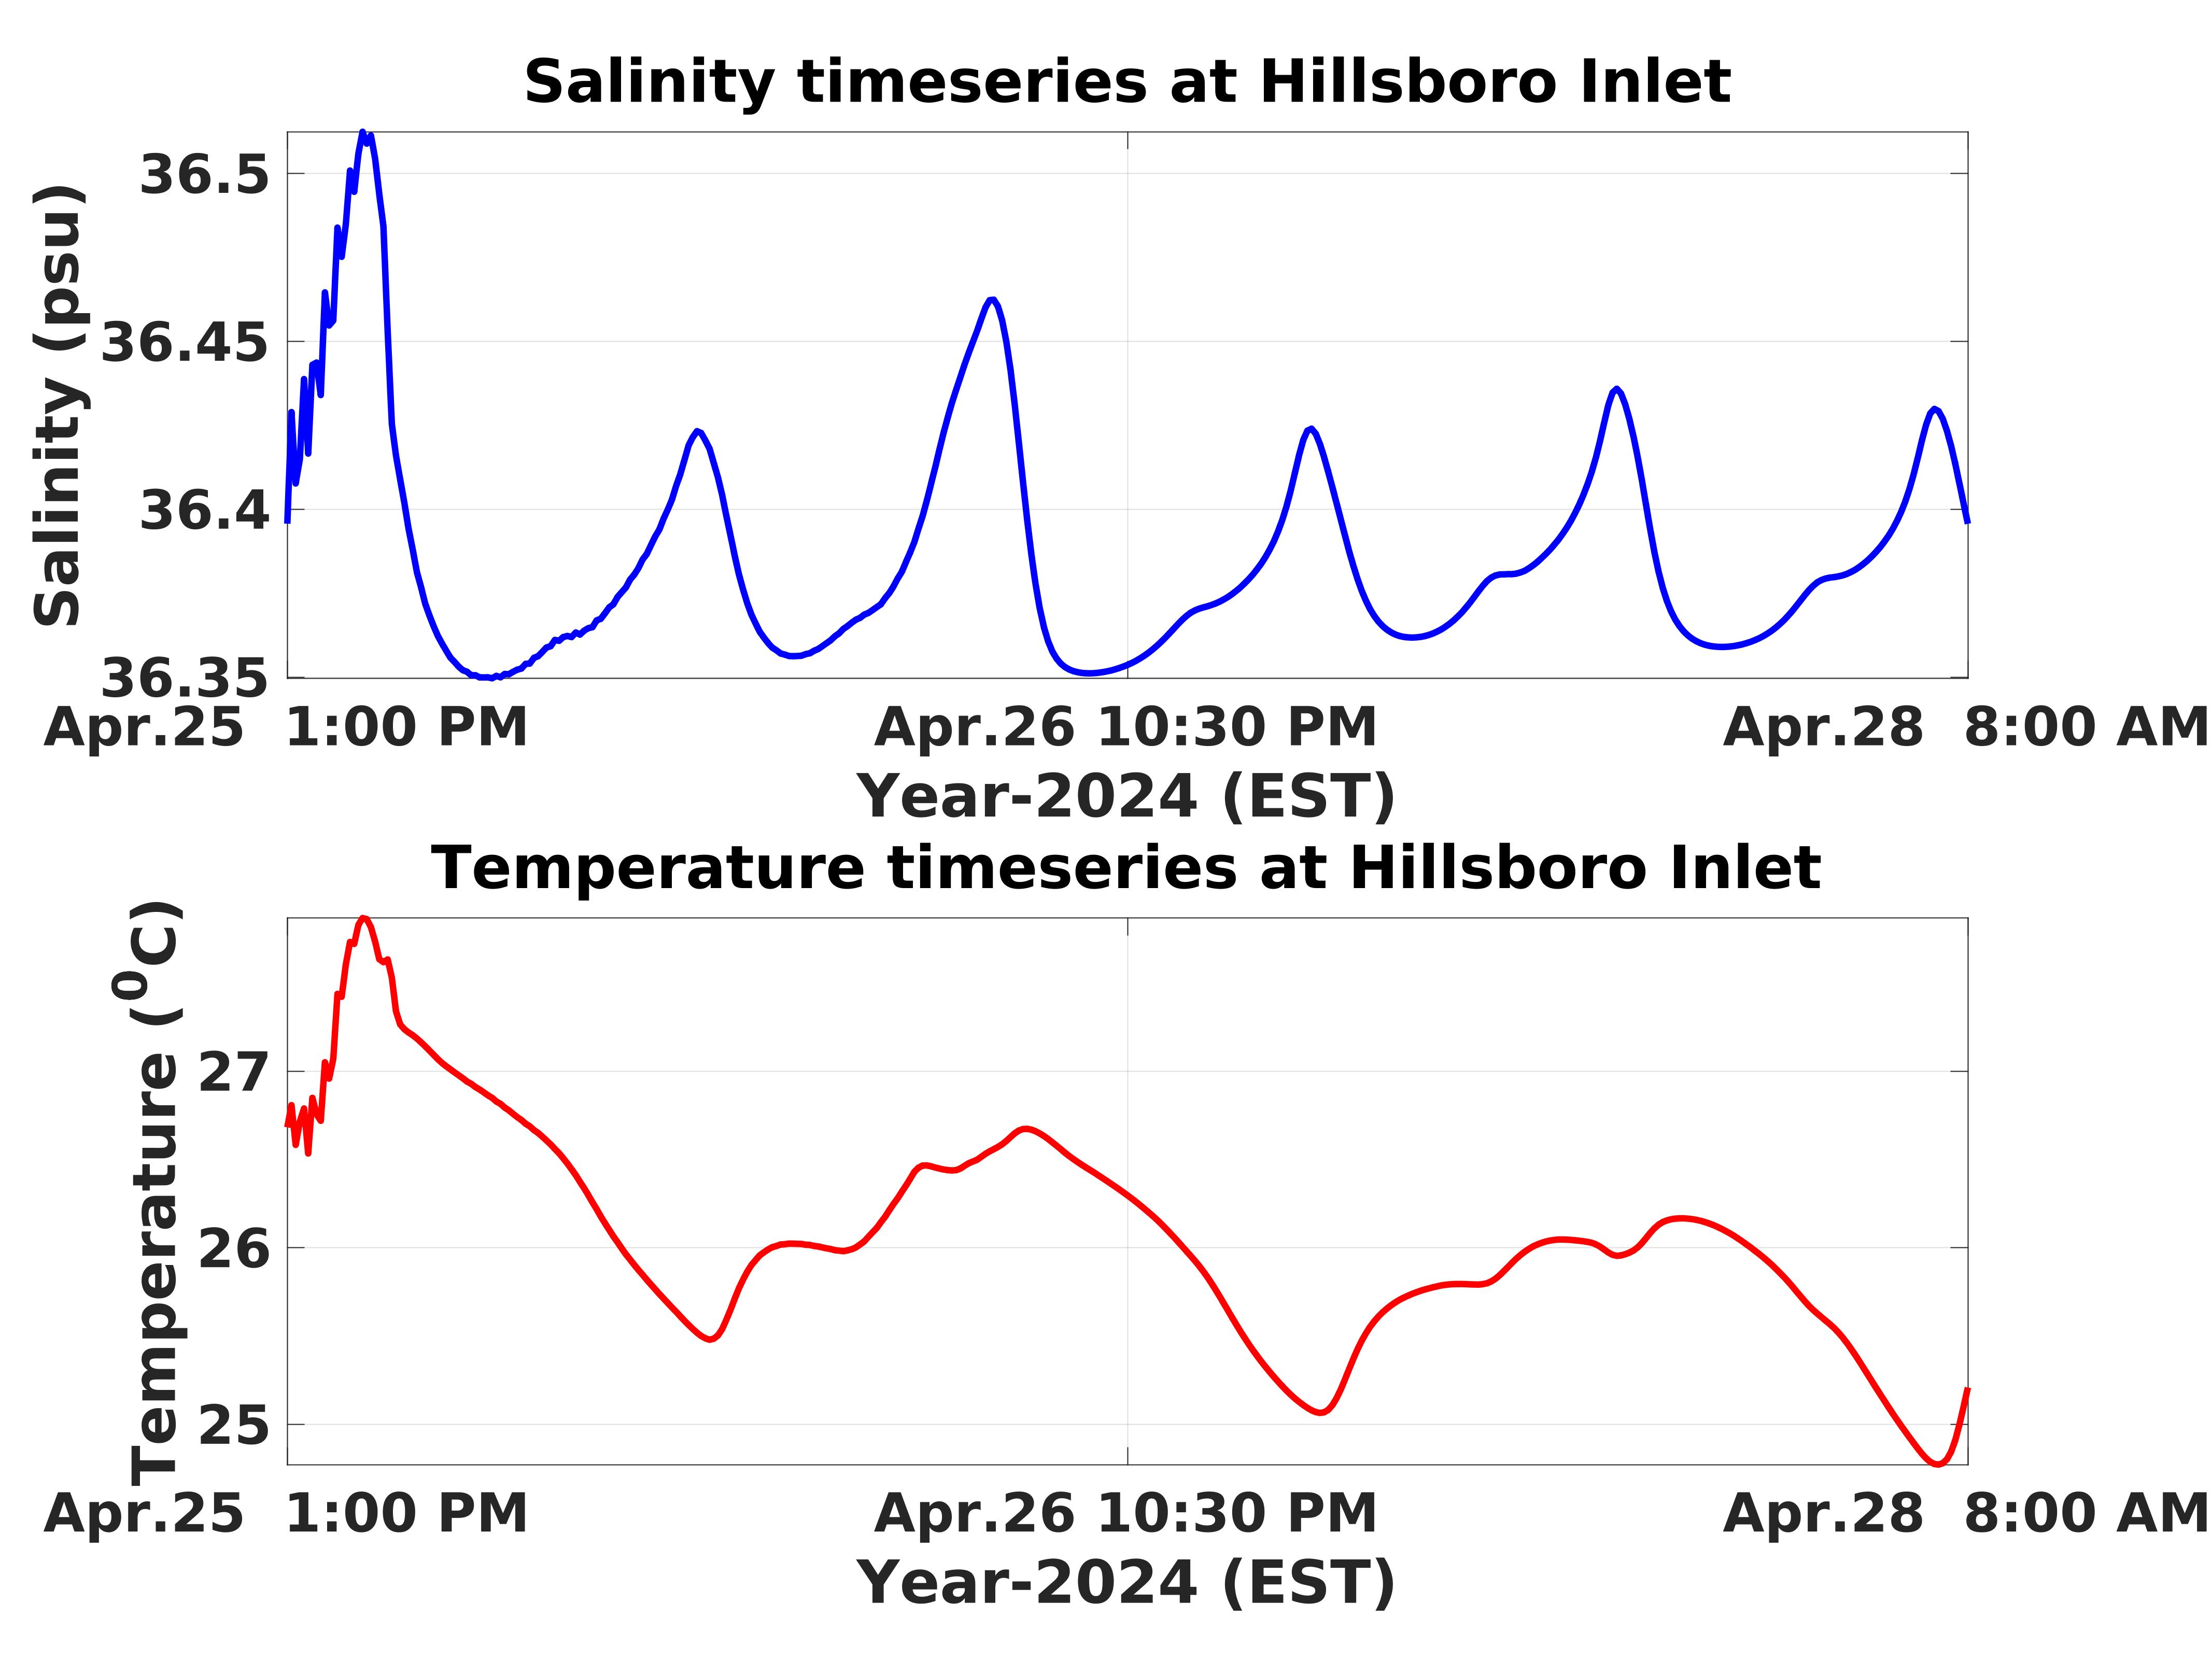 Salinity timeseries at Hillsboro Inlet
Salinity (psu)
36.5
36.45
36.4
36.35
Apr.25  1:00 PM
Apr.26 10:30 PM
Apr.28  8:00 AM
Year-2024 (EST)
Temperature timeseries at Hillsboro Inlet
Temperature (⁰C)
27
26
25
Apr.25  1:00 PM
Apr.26 10:30 PM
Apr.28  8:00 AM
Year-2024 (EST)